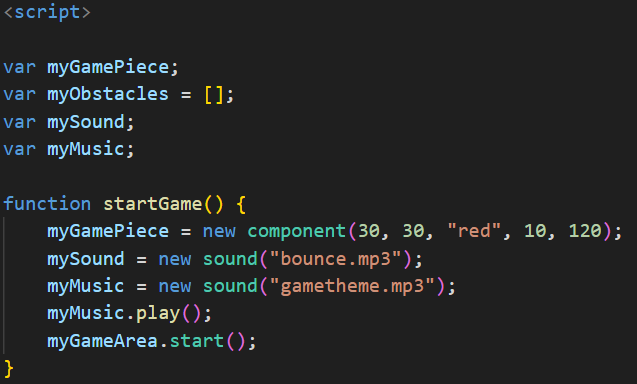 <script>
var myGamePiece;
var myObstacles = [];
var mySound;
var myMusic;
function startGame() {
    myGamePiece = new component(30, 30, "red", 10, 120);
    mySound = new sound("bounce.mp3");
    myMusic = new sound("gametheme.mp3");
    myMusic.play();
    myGameArea.start();
}